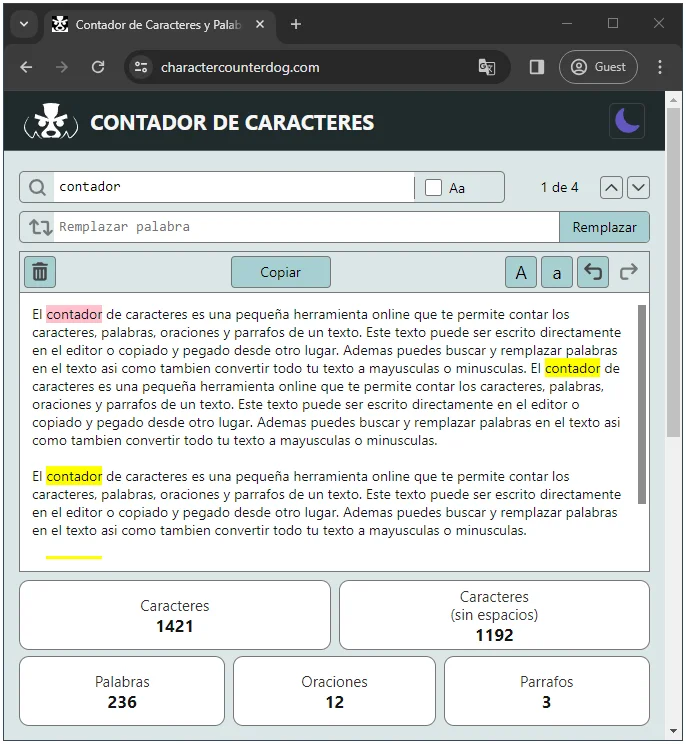 Contador de Caracteres y Palab
charactercounterdog.com
Guest
CONTADOR DE CARACTERES
contador
Aa
1 de 4
Remplazar palabra
Remplazar
Copiar
A
a
El contador de caracteres es una pequeña herramienta online que te permite contar los
caracteres, palabras, oraciones y parrafos de un texto. Este texto puede ser escrito directamente
en el editor o copiado y pegado desde otro lugar. Ademas puedes buscar y remplazar palabras
en el texto asi como tambien convertir todo tu texto a mayusculas o minusculas. El contador de
caracteres es una pequeña herramienta online que te permite contar los caracteres, palabras,
oraciones y parrafos de un texto. Este texto puede ser escrito directamente en el editor o
copiado y pegado desde otro lugar. Ademas puedes buscar y remplazar palabras en el texto asi
como tambien convertir todo tu texto a mayusculas o minusculas.
El contador de caracteres es una pequeña herramienta online que te permite contar los
caracteres, palabras, oraciones y parrafos de un texto. Este texto puede ser escrito directamente
en el editor o copiado y pegado desde otro lugar. Ademas puedes buscar y remplazar palabras
en el texto asi como tambien convertir todo tu texto a mayusculas o minusculas.
Caracteres
1421
Caracteres
(sin espacios)
1192
Palabras
236
Oraciones
12
Parrafos
3